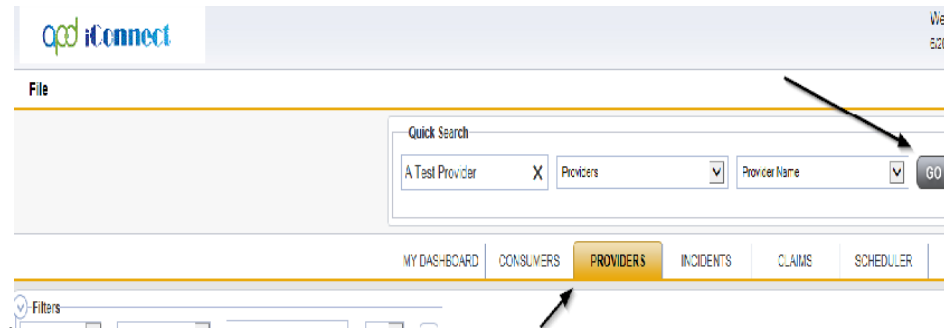 apd iConnect
We
File
Quick Search
A Test Provider X Providers Provider Name GO
MY DASHBOARD CONSUMERS PROVIDERS INCIDENTS CLAIMS SCHEDULER
Filters